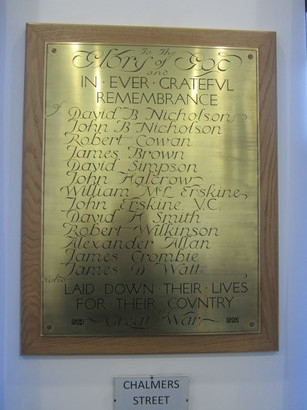 To The
Glory of God
and
IN · EVER · GRATEFVL
REMEMBRANCE
of
David B Nicholson
John B Nicholson
Robert Cowan
James Brown
David Simpson
John Halcrow
William McL Erskine
John Erskine V.C.
David H Smith
Robert Wilkinson
Alexander Allan
James Crombie
James D Watt
who
LAID · DOWN · THEIR · LIVES
FOR · THEIR · COVNTRY
Great War
CHALMERS
STREET